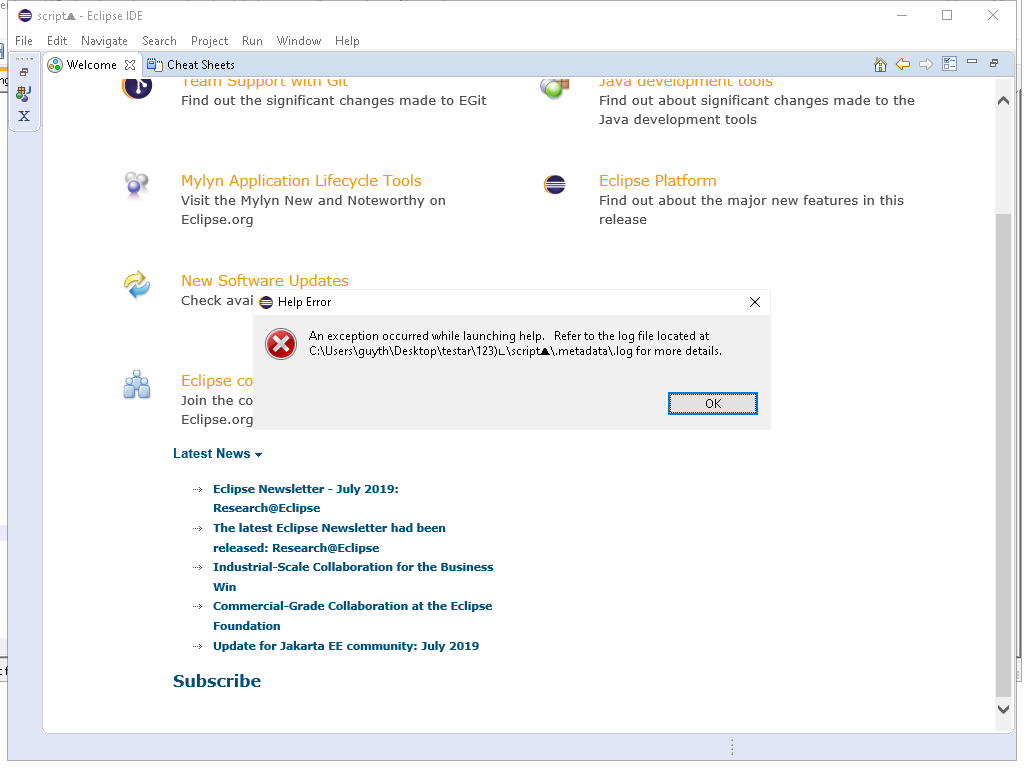 script▲ - Eclipse IDE
File Edit Navigate Search Project Run Window Help
Welcome Cheat Sheets
Team Support with Git
Find out the significant changes made to EGit
Java development tools
Find out about significant changes made to the
Java development tools
Mylyn Application Lifecycle Tools
Visit the Mylyn New and Noteworthy on
Eclipse.org
Eclipse Platform
Find out about the major new features in this
release
New Software Updates
Check avai
Help Error
An exception occurred while launching help. Refer to the log file located at
C:\Users\guyth\Desktop\testar\123)ட\script▲\.metadata\.log for more details.
OK
Eclipse co
Join the co
Eclipse.org
Latest News
Eclipse Newsletter - July 2019:
Research@Eclipse
The latest Eclipse Newsletter had been
released: Research@Eclipse
Industrial-Scale Collaboration for the Business
Win
Commercial-Grade Collaboration at the Eclipse
Foundation
Update for Jakarta EE community: July 2019
Subscribe